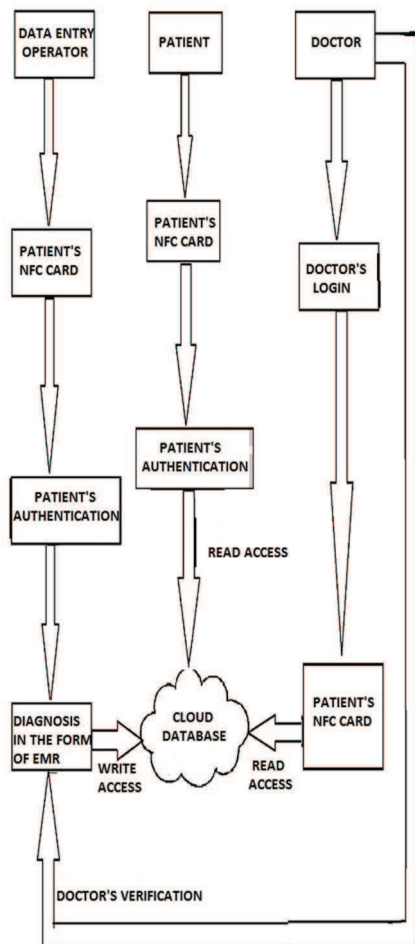 DATA ENTRY
OPERATOR
PATIENT
DOCTOR
PATIENT'S
NFC CARD
PATIENT'S
NFC CARD
DOCTOR'S
LOGIN
PATIENT'S
AUTHENTICATION
PATIENT'S
AUTHENTICATION
READ ACCESS
DIAGNOSIS
IN THE FORM
OF EMR
WRITE
ACCESS
CLOUD
DATABASE
READ
ACCESS
PATIENT'S
NFC CARD
DOCTOR'S VERIFICATION